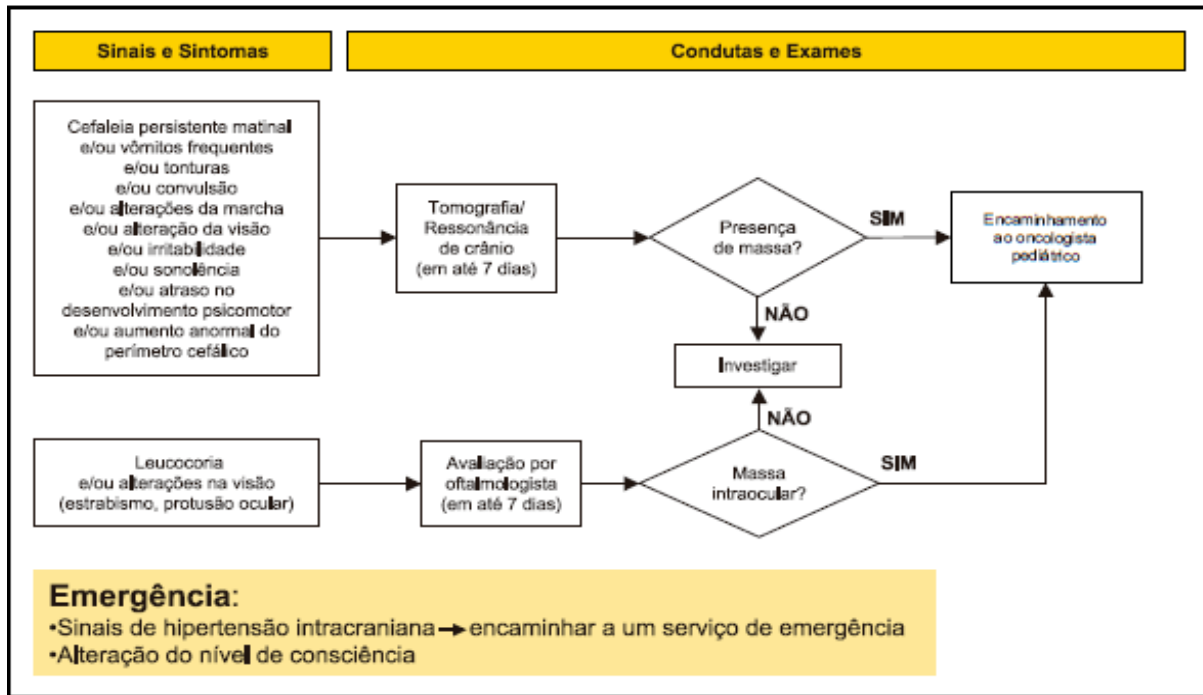 Sinais e Sintomas
Condutas e Exames
Cefaleia persistente matinal
e/ou vômitos frequentes
e/ou tonturas
e/ou convulsão
e/ou alterações da marcha
e/ou alteração da visão
e/ou irritabilidade
e/ou sonolência
e/ou atraso no
desenvolvimento psicomotor
e/ou aumento anormal do
perímetro cefálico
Tomografia/
Ressonância
de crânio
(em até 7 dias)
Presença
de massa?
SIM
Encaminhamento
ao oncologista
pediátrico
NÃO
Investigar
NÃO
Leucocoria
e/ou alterações na visão
(estrabismo, protusão ocular)
Avaliação por
oftalmologista
(em até 7 dias)
Massa
intraocular?
SIM
Emergência:
•Sinais de hipertensão intracraniana→encaminhar a um serviço de emergência
•Alteração do nível de consciência